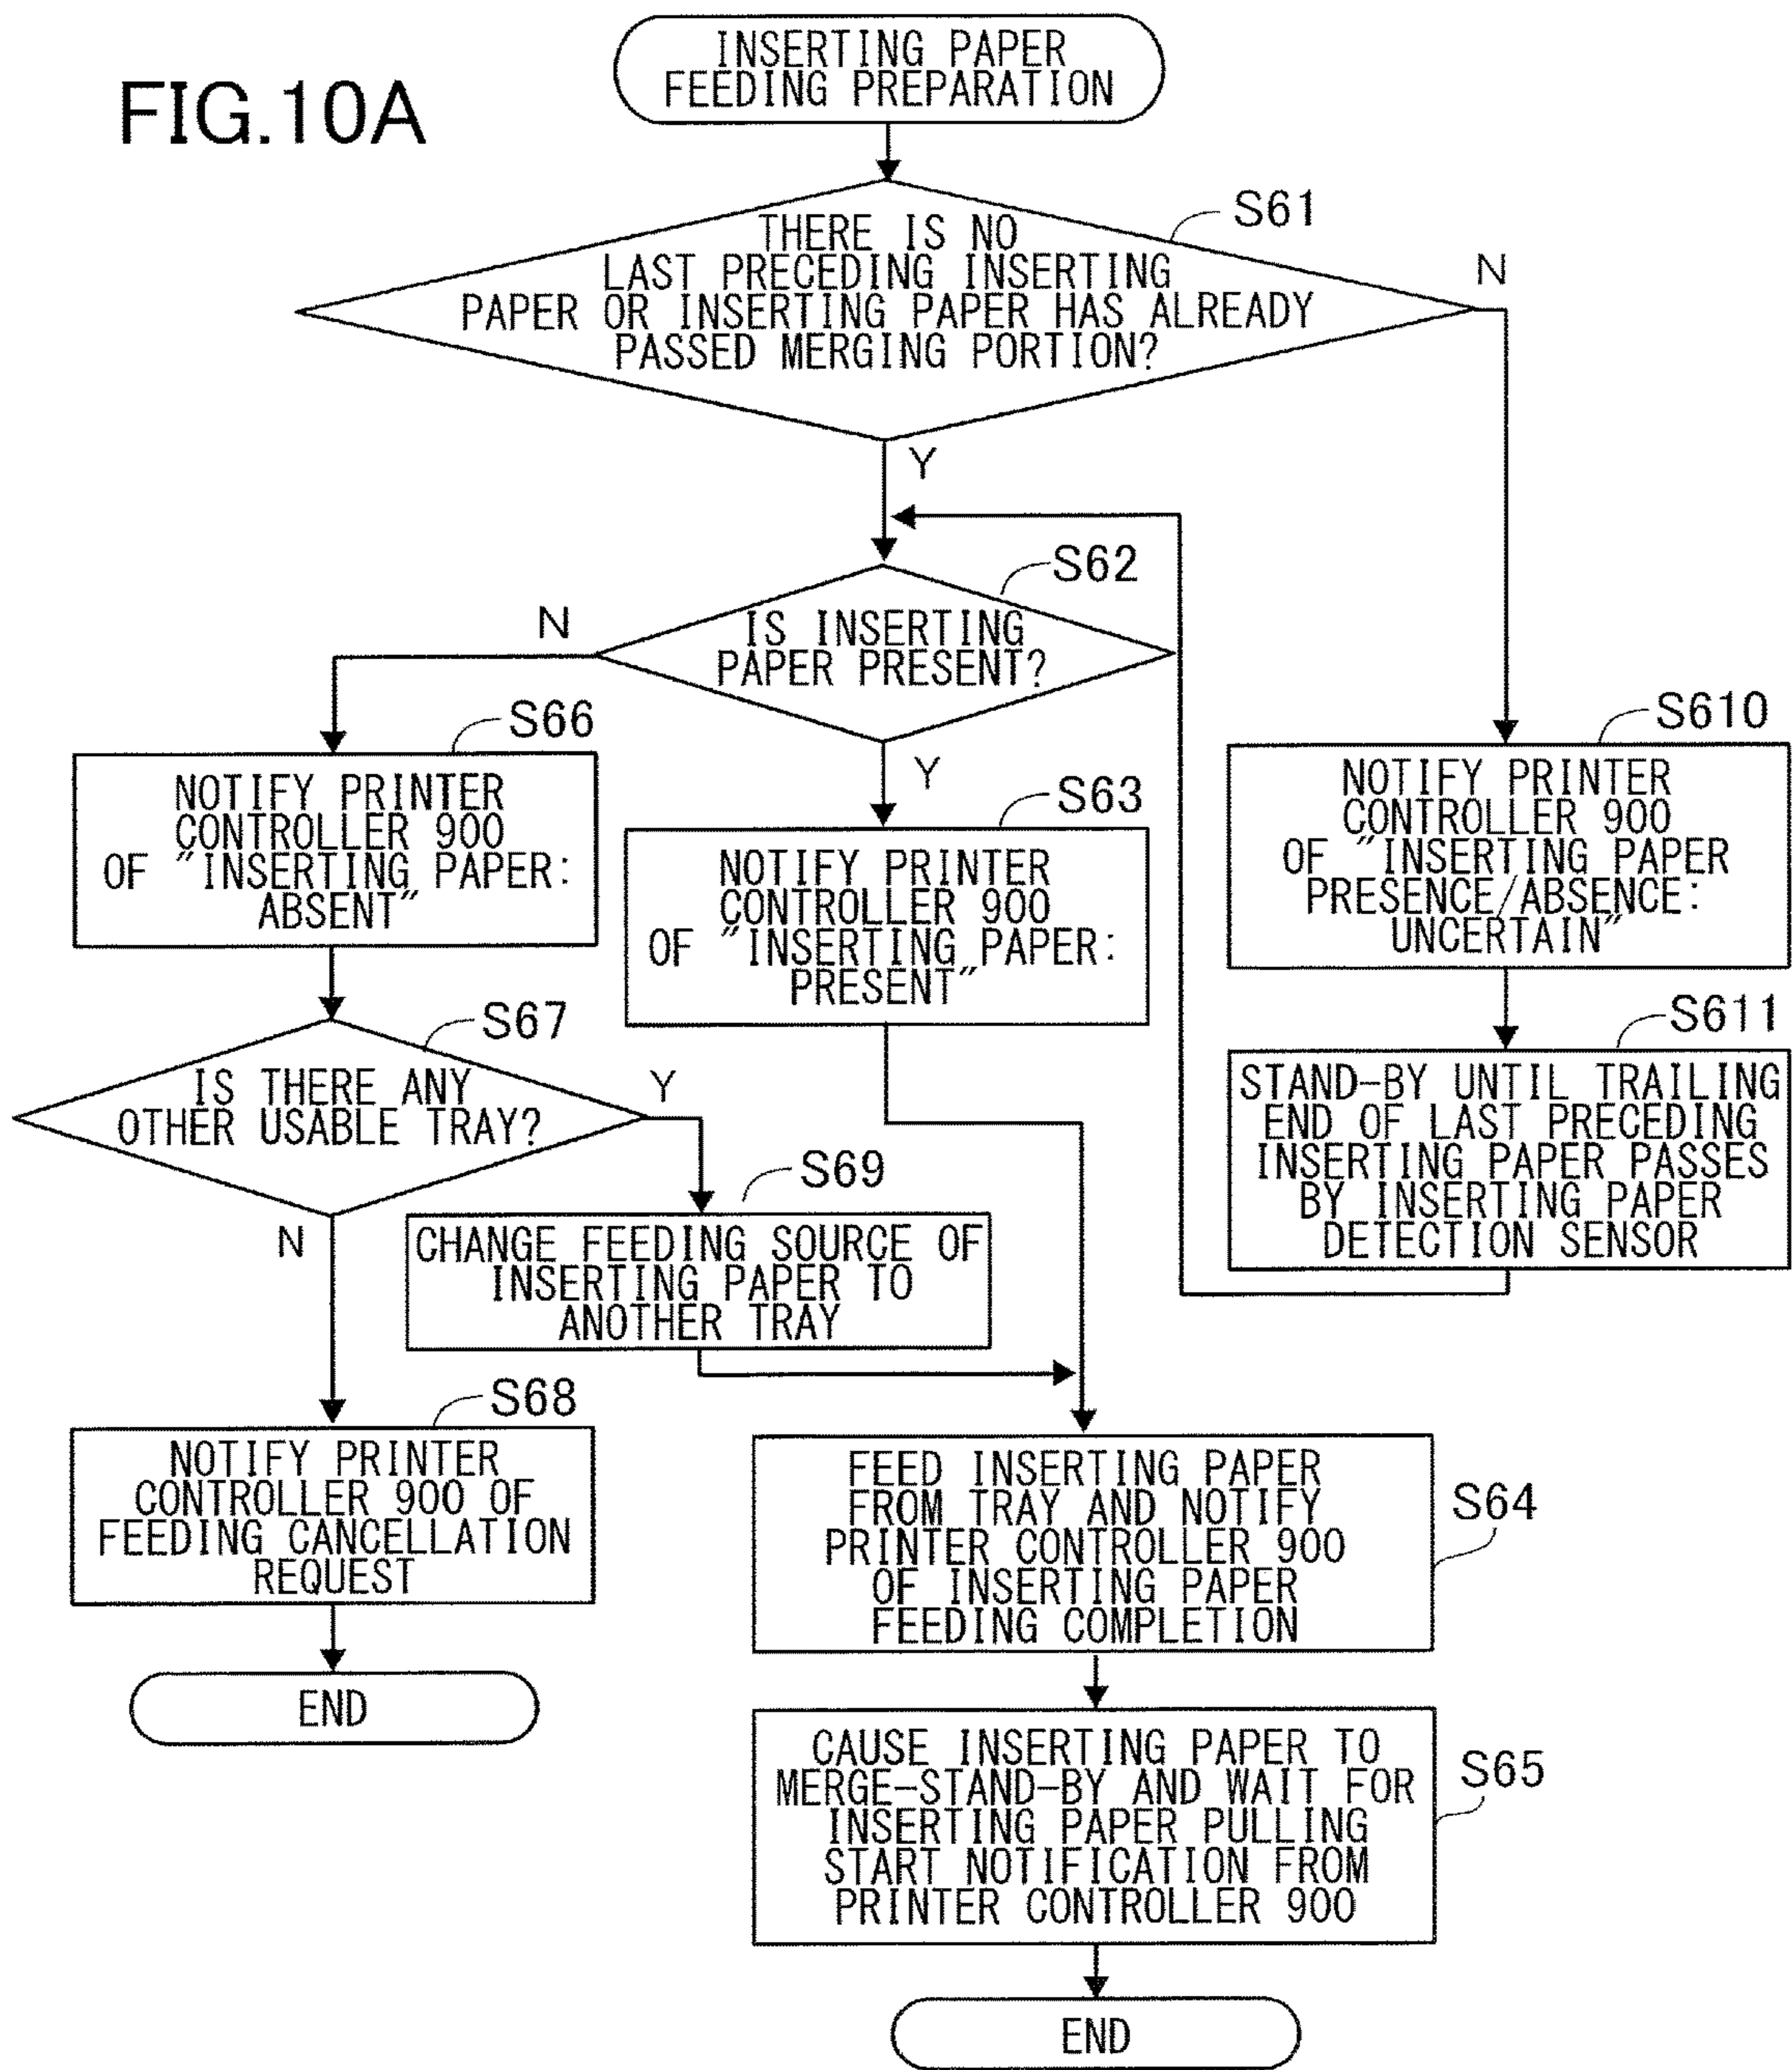 FIG.10A
INSERTING PAPER
FEEDING PREPARATION
S61
THERE IS NO
LAST PRECEDING INSERTING
PAPER OR INSERTING PAPER HAS ALREADY
PASSED MERGING PORTION?
N
Y
S62
IS INSERTING
PAPER PRESENT?
N
Y
S66
NOTIFY PRINTER
CONTROLLER 900
OF "INSERTING PAPER:
ABSENT"
S63
NOTIFY PRINTER
CONTROLLER 900
OF "INSERTING PAPER:
PRESENT"
S610
NOTIFY PRINTER
CONTROLLER 900
OF "INSERTING PAPER
PRESENCE/ABSENCE:
UNCERTAIN"
S67
IS THERE ANY
OTHER USABLE TRAY?
Y
N
S611
STAND-BY UNTIL TRAILING
END OF LAST PRECEDING
INSERTING PAPER PASSES
BY INSERTING PAPER
DETECTION SENSOR
S69
CHANGE FEEDING SOURCE OF
INSERTING PAPER TO
ANOTHER TRAY
S68
NOTIFY PRINTER
CONTROLLER 900 OF
FEEDING CANCELLATION
REQUEST
END
S64
FEED INSERTING PAPER
FROM TRAY AND NOTIFY
PRINTER CONTROLLER 900
OF INSERTING PAPER
FEEDING COMPLETION
S65
CAUSE INSERTING PAPER TO
MERGE-STAND-BY AND WAIT FOR
INSERTING PAPER PULLING
START NOTIFICATION FROM
PRINTER CONTROLLER 900
END